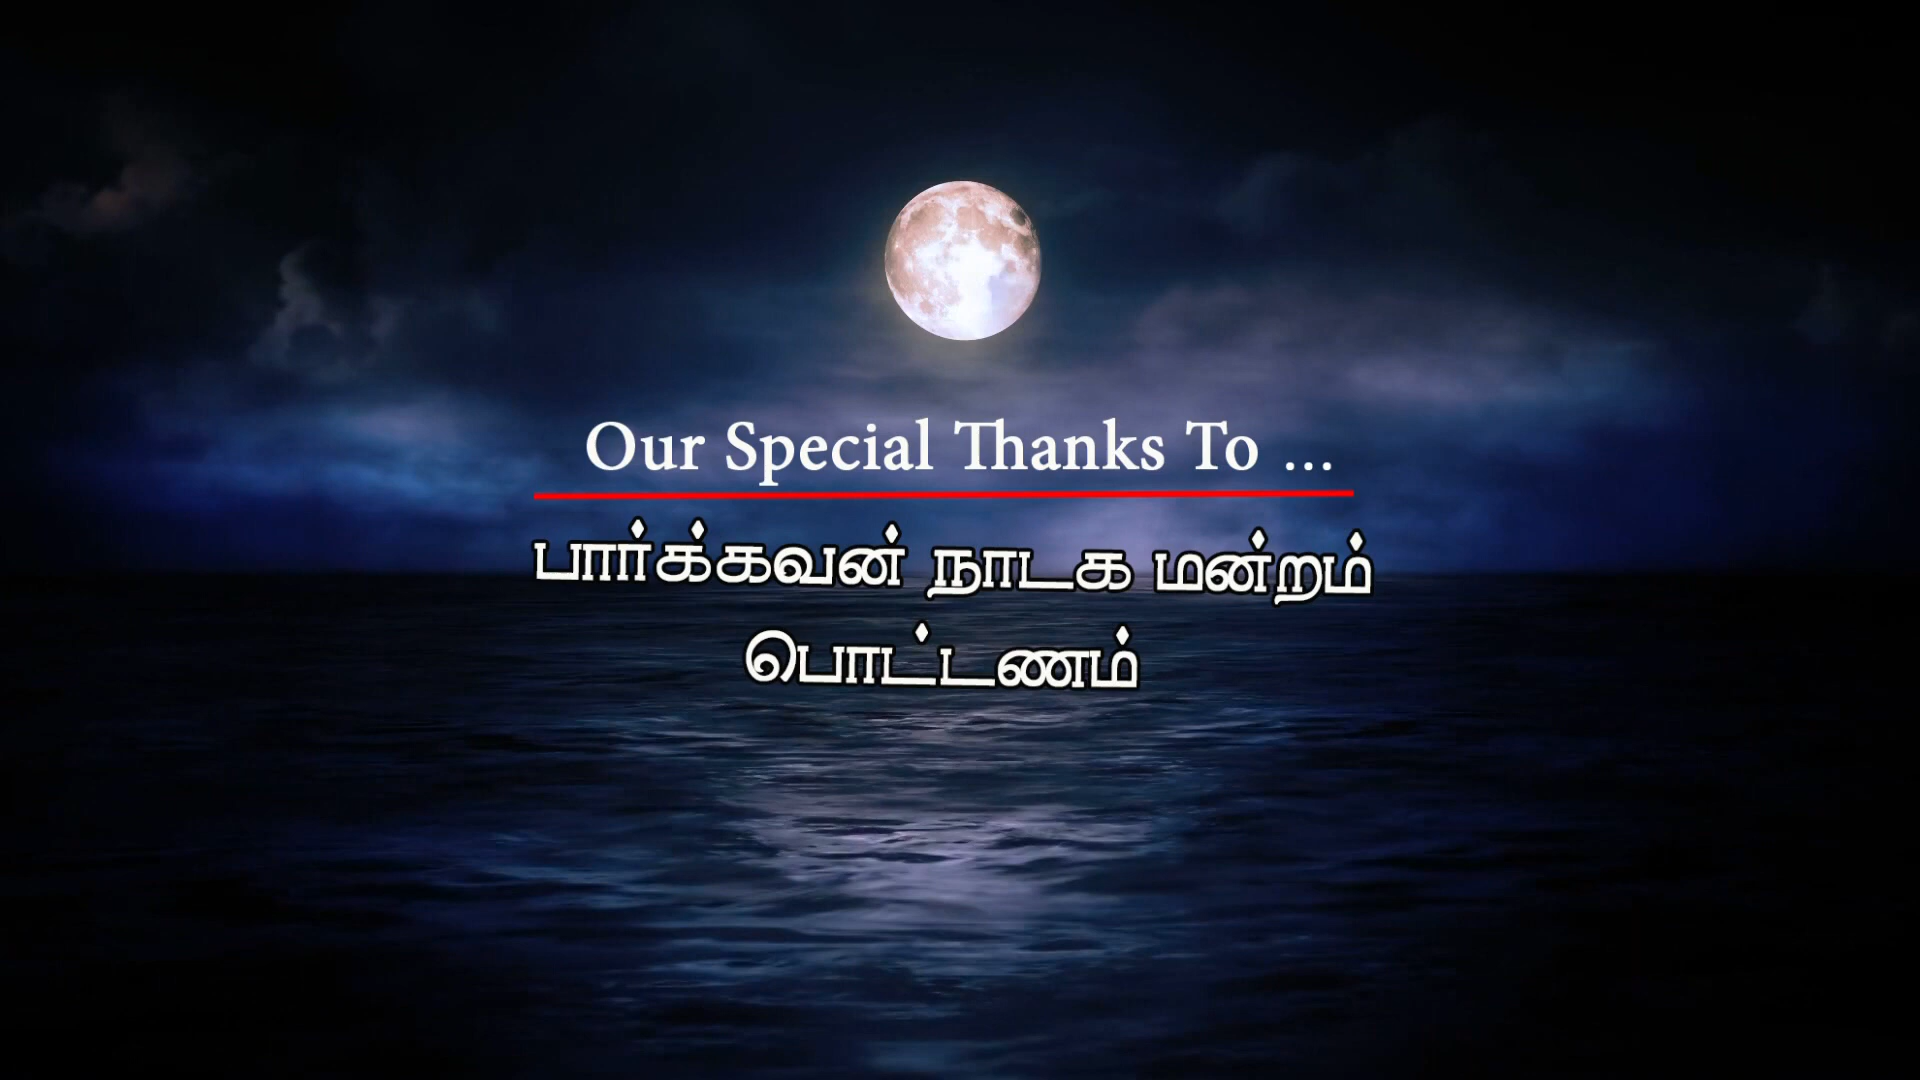 Our Special Thanks To ...
பார்க்கவன் நாடக மன்றம்
பொட்டணம்